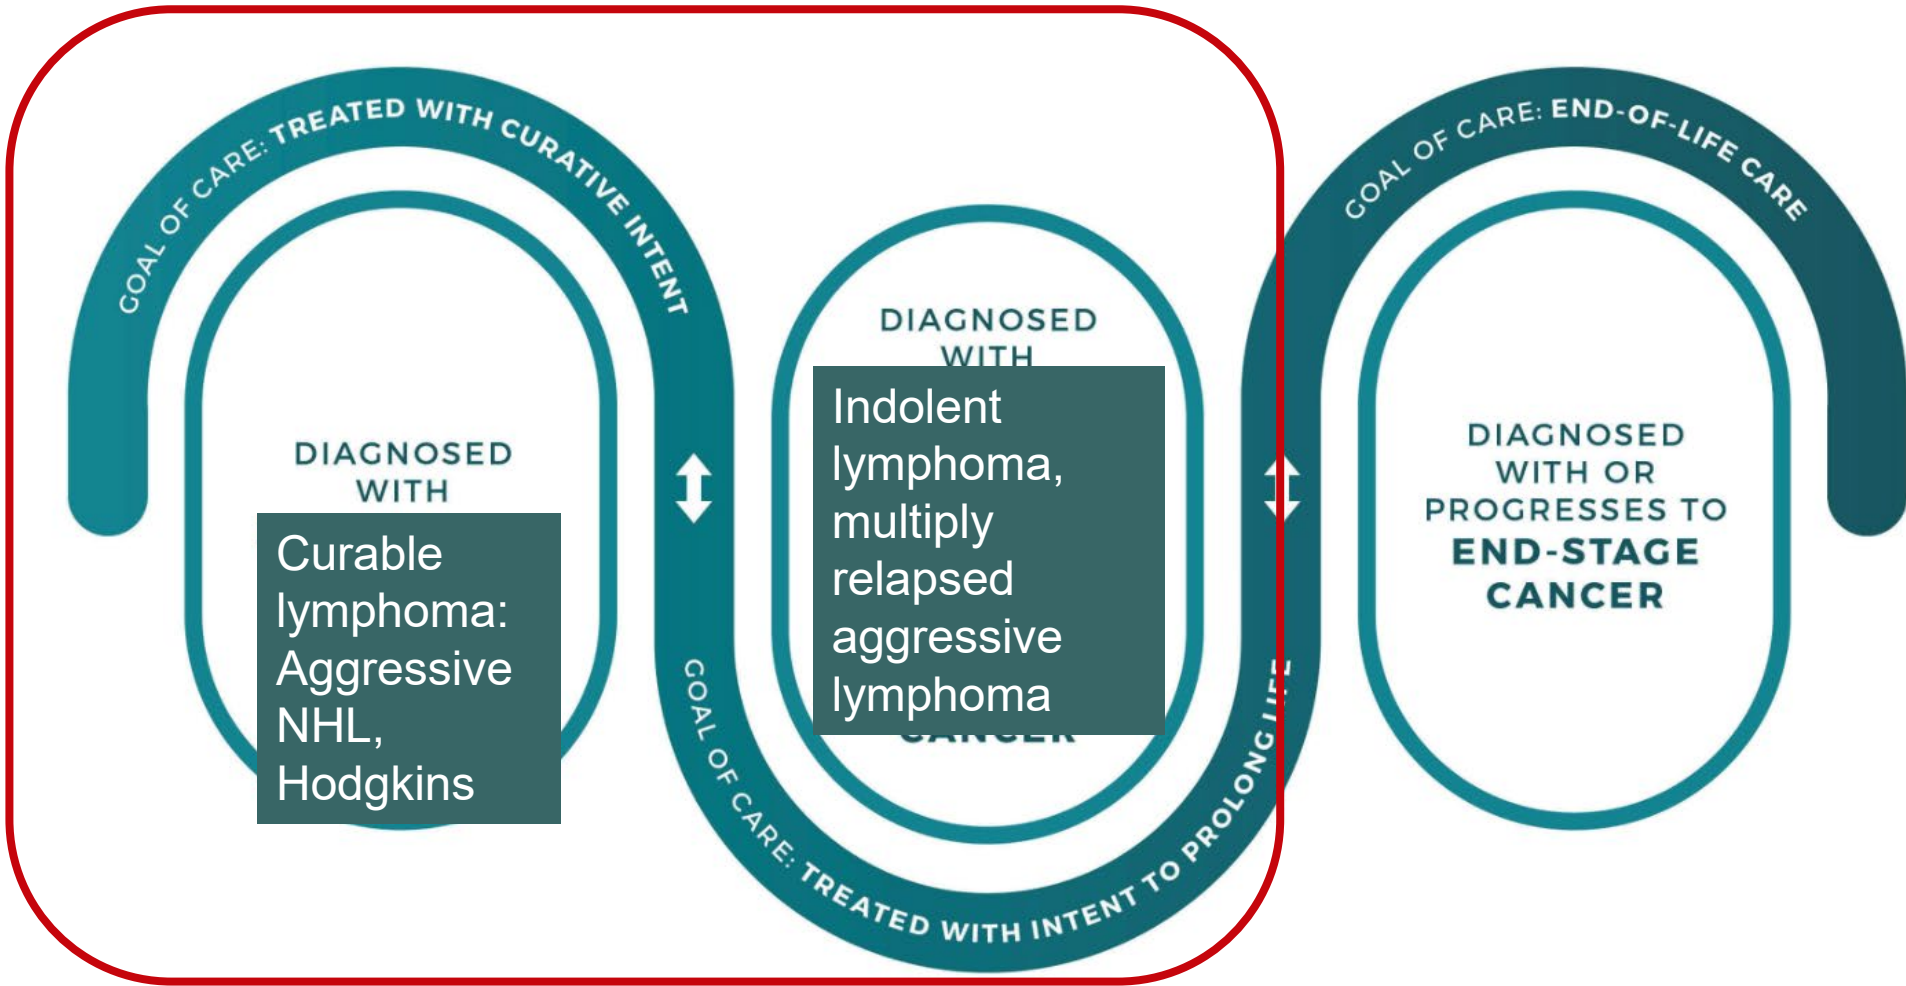 GOAL OF CARE: TREATED WITH CURATIVE INTENT
DIAGNOSED
WITH
Curable
lymphoma:
Aggressive
NHL,
Hodgkins
GOAL OF CARE: TREATED WITH INTENT TO PROLONG LIFE
DIAGNOSED
WITH
Indolent
lymphoma,
multiply
relapsed
aggressive
lymphoma
CANCER
GOAL OF CARE: END-OF-LIFE CARE
DIAGNOSED
WITH OR
PROGRESSES TO
END-STAGE
CANCER